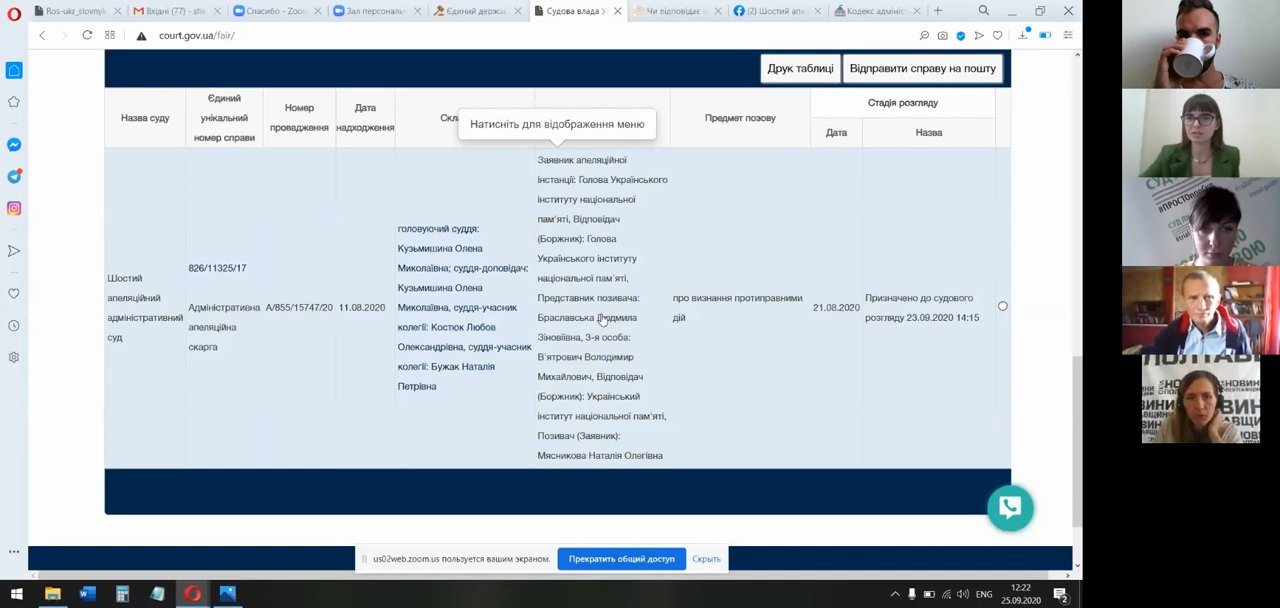 Ros-ukr_slovnyk
Вхідні (77) - shk
Спасибо - Zoom
Зал персональ
Єдиний держа
Судова влада У
Чи відповідає
(2) Шостий апе
Кодекс адмініс
court.gov.ua/fair/
Друк таблиці
Відправити справу на пошту
Назва суду
Єдиний
унікальний
номер справи
Номер
провадження
Дата
надходження
Скла
Натисніть для відображення меню
Предмет позову
Стадія розгляду
Дата
Назва
Шостий
апеляційний
адміністративний
суд
826/11325/17
Адміністративна
апеляційна
скарга
А/855/15747/20
11.08.2020
головуючий суддя:
Кузьмишина Олена
Миколаївна; суддя-доповідач:
Кузьмишина Олена
Миколаївна, суддя-учасник
колегії: Костюк Любов
Олександрівна, суддя-учасник
колегії: Бужак Наталія
Петрівна
Заявник апеляційної
інстанції: Голова Українського
інституту національної
пам'яті, Відповідач
(Боржник): Голова
Українського інституту
національної пам'яті,
Представник позивача:
Браславська Людмила
Зіновіївна, 3-я особа:
В`ятрович Володимир
Михайлович, Відповідач
(Боржник): Український
інститут національної пам'яті,
Позивач (Заявник):
Мясникова Наталія Олегівна
про визнання протиправними
дій
21.08.2020
Призначено до судового
розгляду 23.09.2020 14:15
us02web.zoom.us пользуется вашим экраном.
Прекратить общий доступ
Скрыть
ENG
12:22
25.09.2020
2
#ПРОСТОпроСуд
НОВИНИ